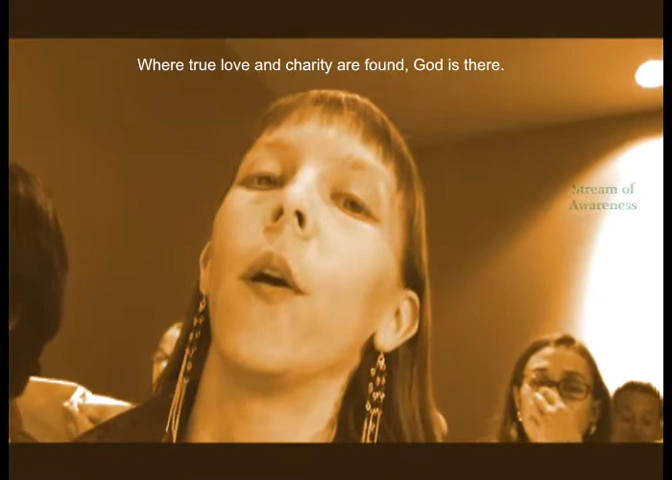 Where true love and charity are found, God is there.
Stream of
Awareness